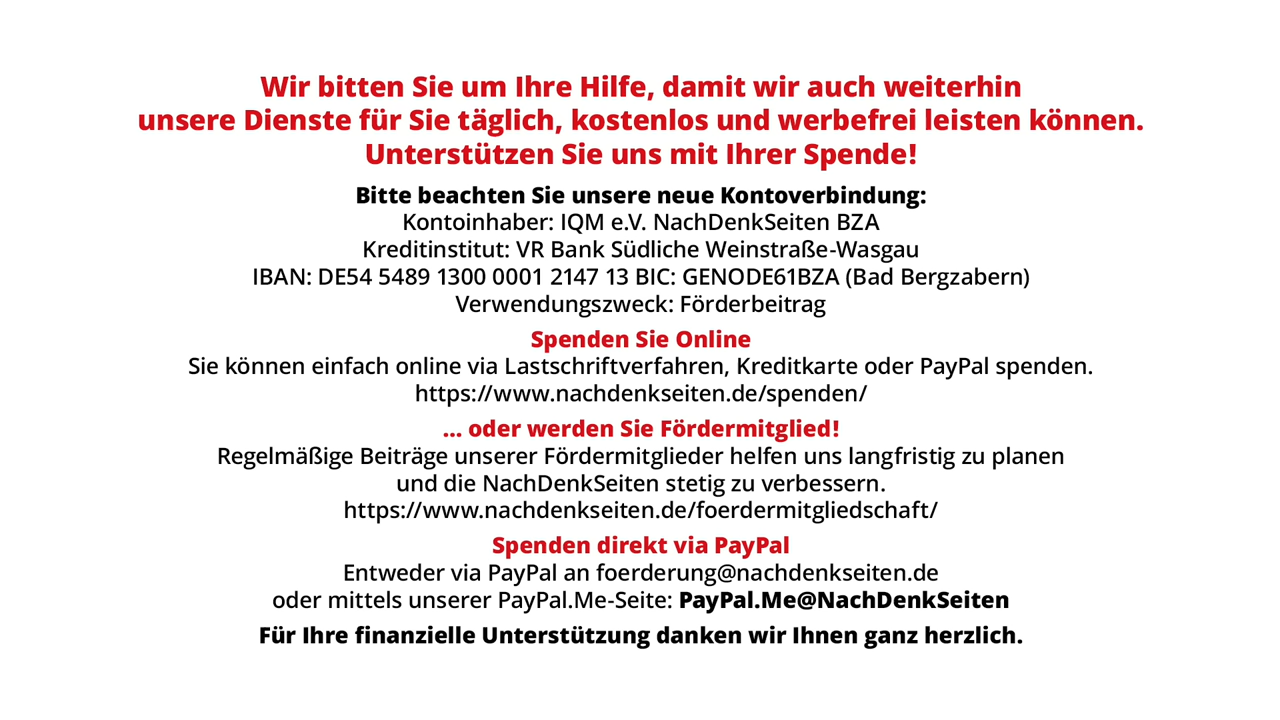 Wir bitten Sie um Ihre Hilfe, damit wir auch weiterhin
unsere Dienste für Sie täglich, kostenlos und werbefrei leisten können.
Unterstützen Sie uns mit Ihrer Spende!
Bitte beachten Sie unsere neue Kontoverbindung:
Kontoinhaber: IQM e.V. NachDenkSeiten BZA
Kreditinstitut: VR Bank Südliche Weinstraße-Wasgau
IBAN: DE54 5489 1300 0001 2147 13 BIC: GENODE61BZA (Bad Bergzabern)
Verwendungszweck: Förderbeitrag
Spenden Sie Online
Sie können einfach online via Lastschriftverfahren, Kreditkarte oder PayPal spenden.
https://www.nachdenkseiten.de/spenden/
... oder werden Sie Fördermitglied!
Regelmäßige Beiträge unserer Fördermitglieder helfen uns langfristig zu planen
und die NachDenkSeiten stetig zu verbessern.
https://www.nachdenkseiten.de/foerdermitgliedschaft/
Spenden direkt via PayPal
Entweder via PayPal an foerderung@nachdenkseiten.de
oder mittels unserer PayPal.Me-Seite: PayPal.Me@NachDenkSeiten
Für Ihre finanzielle Unterstützung danken wir Ihnen ganz herzlich.